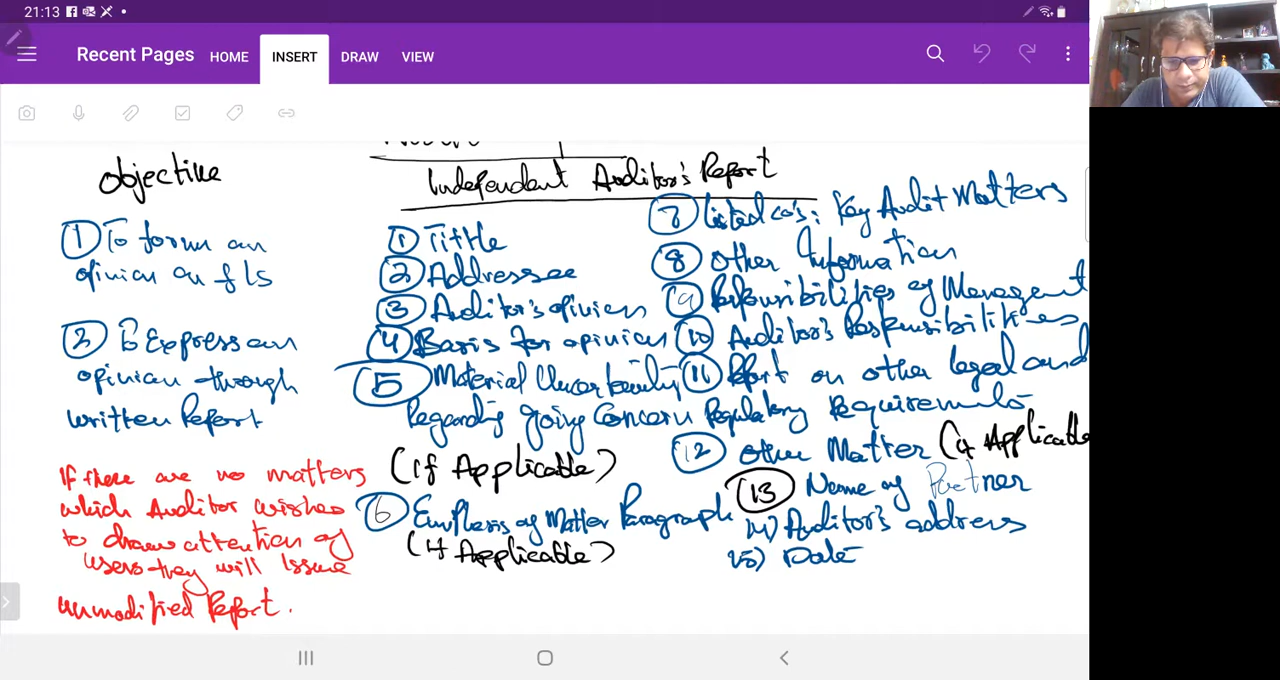 21:13
Recent Pages HOME INSERT DRAW VIEW
Independent Auditor's Report
objective
① To form an
opinion on f/s
② To Express an
opinion through
written Report
If there are no matters
which Auditor wishes
to draw attention of
users they will issue
unmodified Report.
① Tittle
② Addressee
③ Auditor's opinion
④ Basis for opinion
⑤ Material Uncertainty
Regarding going Concern
(If Applicable)
⑥ Emphasis of Matter Paragraph
(If Applicable)
⑦ Listed co's: Key Audit Matters
⑧ Other Information
⑨ Responsibilities of Management
⑩ Auditor's Responsibilities
⑪ Report on other legal and
Regulatory Requirements
⑫ Other Matter (If Applicable
⑬ Name of Partner
14) Auditor's address
15) Date